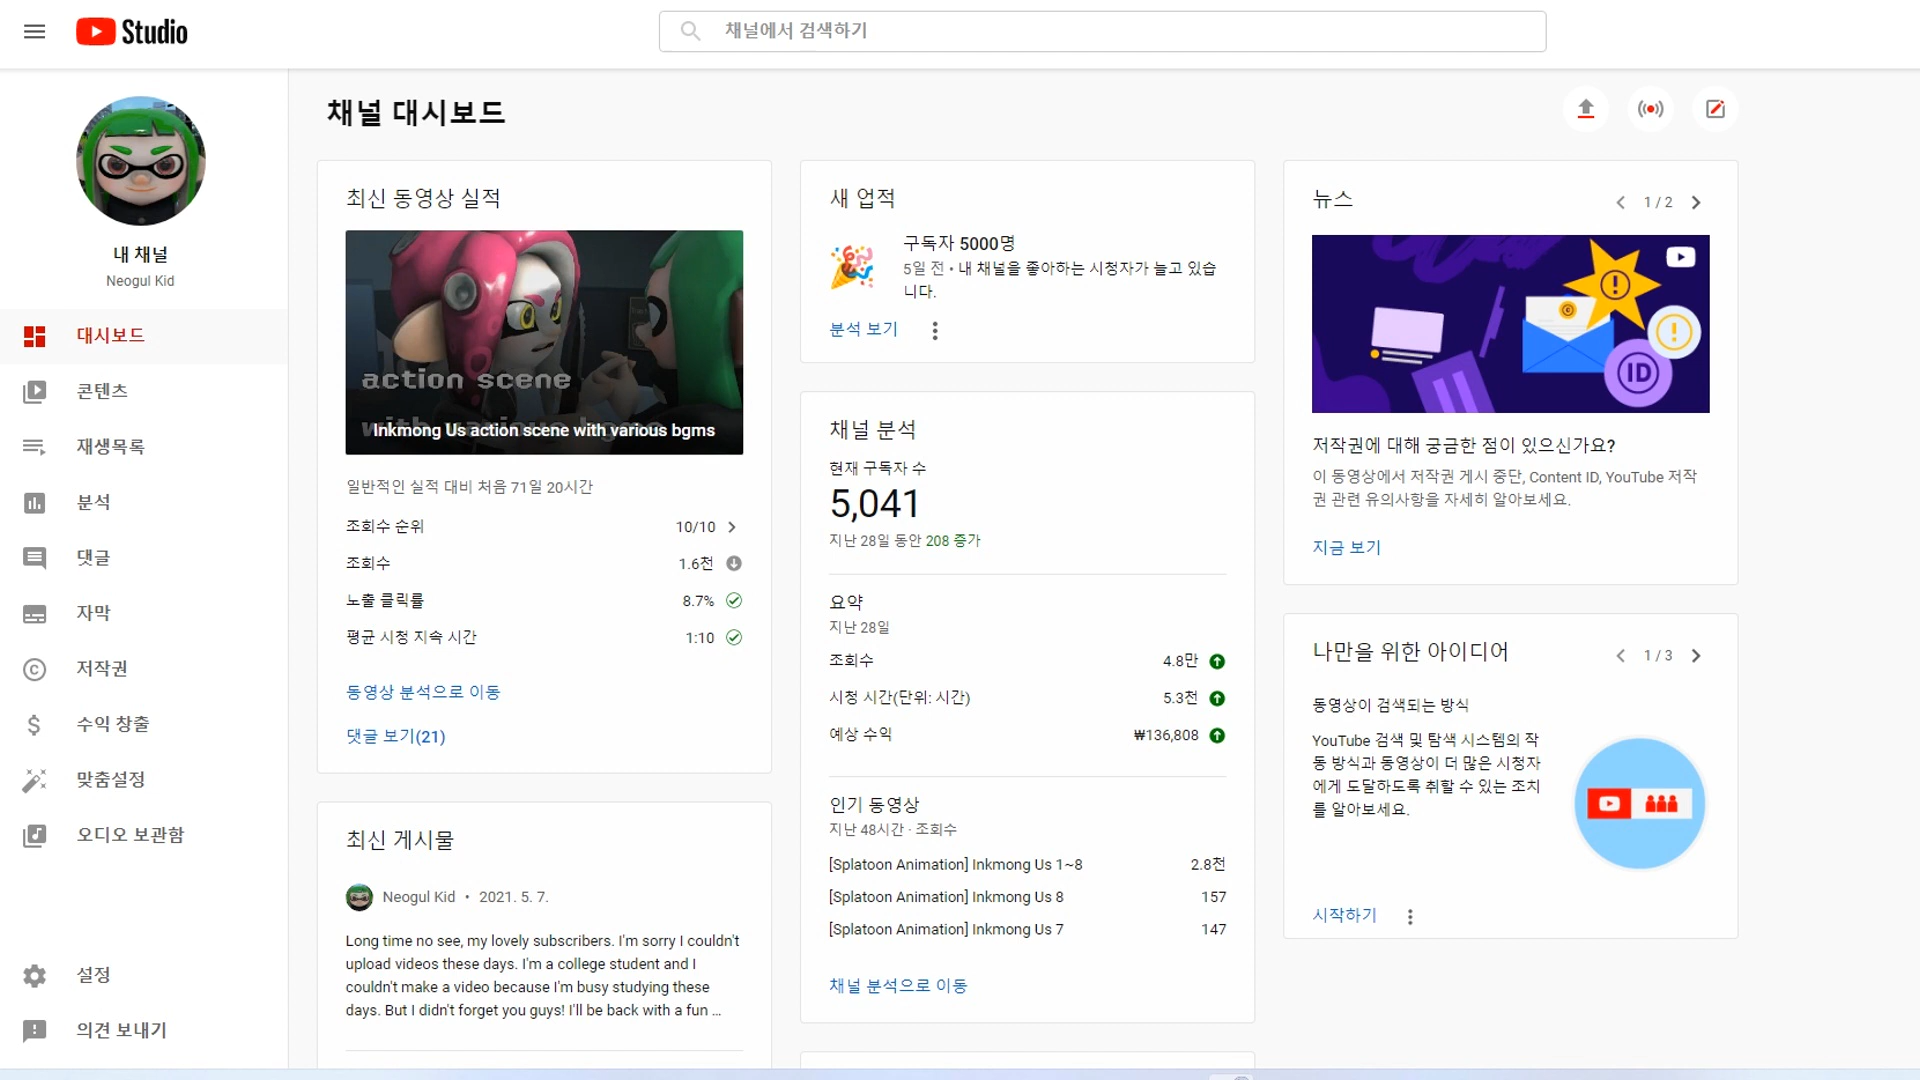 Studio
채널에서 검색하기
내 채널
Neogul Kid
대시보드
콘텐츠
재생목록
분석
댓글
자막
저작권
수익 창출
맞춤설정
오디오 보관함
설정
의견 보내기
채널 대시보드
최신 동영상 실적
action scene
with various bgms
Inkmong Us action scene with various bgms
일반적인 실적 대비 처음 71일 20시간
조회수 순위 10/10
조회수 1.6천
노출 클릭률 8.7%
평균 시청 지속 시간 1:10
동영상 분석으로 이동
댓글 보기(21)
최신 게시물
Neogul Kid • 2021. 5. 7.
Long time no see, my lovely subscribers. I'm sorry I couldn't
upload videos these days. I'm a college student and I
couldn't make a video because I'm busy studying these
days. But I didn't forget you guys! I'll be back with a fun ...
새 업적
구독자 5000명
5일 전 • 내 채널을 좋아하는 시청자가 늘고 있습
니다.
분석 보기
채널 분석
현재 구독자 수
5,041
지난 28일 동안 208 증가
요약
지난 28일
조회수 4.8만
시청 시간(단위: 시간) 5.3천
예상 수익 ₩136,808
인기 동영상
지난 48시간 · 조회수
[Splatoon Animation] Inkmong Us 1~8 2.8천
[Splatoon Animation] Inkmong Us 8 157
[Splatoon Animation] Inkmong Us 7 147
채널 분석으로 이동
뉴스
1 / 2
ID
저작권에 대해 궁금한 점이 있으신가요?
이 동영상에서 저작권 게시 중단, Content ID, YouTube 저작
권 관련 유의사항을 자세히 알아보세요.
지금 보기
나만을 위한 아이디어
1 / 3
동영상이 검색되는 방식
YouTube 검색 및 탐색 시스템의 작
동 방식과 동영상이 더 많은 시청자
에게 도달하도록 취할 수 있는 조치
를 알아보세요.
시작하기